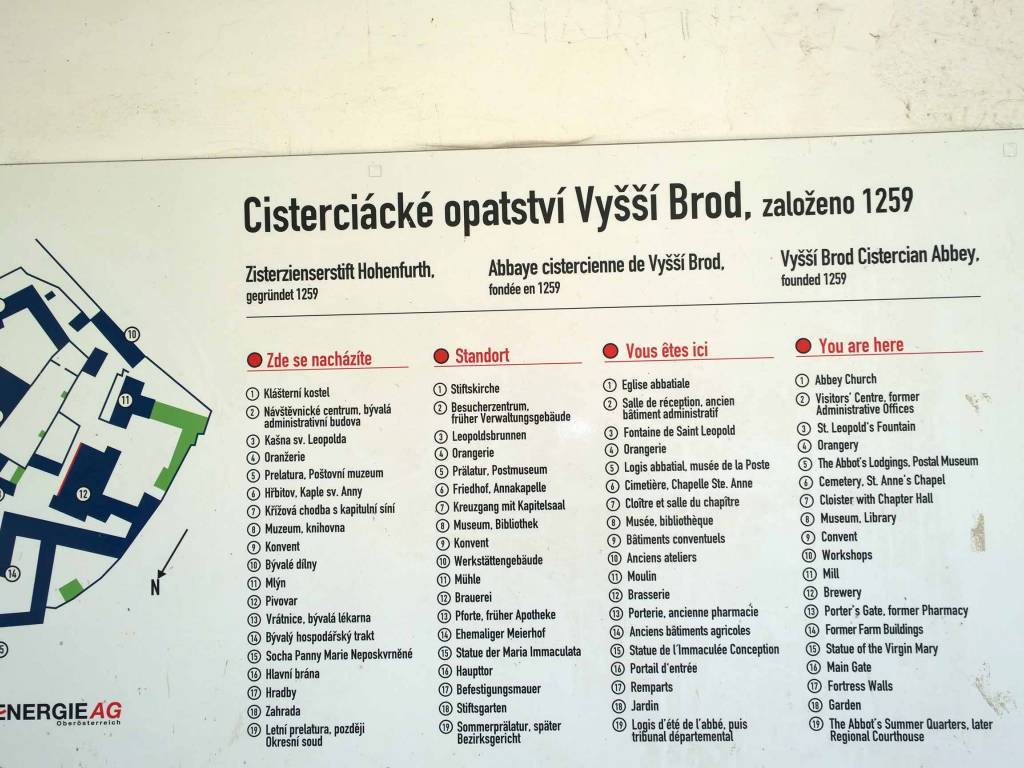 Cisterciácké opatství Vyšší Brod, založeno 1259
Zisterzienserstift Hohenfurth,
gegründet 1259
Abbaye cistercienne de Vyšší Brod,
fondée en 1259
Vyšší Brod Cistercian Abbey,
founded 1259
Zde se nacházíte
1 Klášterní kostel
2 Návštěvnické centrum, bývalá
administrativní budova
3 Kašna sv. Leopolda
4 Oranžerie
5 Prelatura, Poštovní muzeum
6 Hřbitov, Kaple sv. Anny
7 Křížová chodba s kapitulní síní
8 Muzeum, knihovna
9 Konvent
10 Bývalé dílny
11 Mlýn
12 Pivovar
13 Vrátnice, bývalá lékárna
14 Bývalý hospodářský trakt
15 Socha Panny Marie Neposkvrněné
16 Hlavní brána
17 Hradby
18 Zahrada
19 Letní prelatura, později
Okresní soud
Standort
1 Stiftskirche
2 Besucherzentrum,
früher Verwaltungsgebäude
3 Leopoldsbrunnen
4 Orangerie
5 Prälatur, Postmuseum
6 Friedhof, Annakapelle
7 Kreuzgang mit Kapitelsaal
8 Museum, Bibliothek
9 Konvent
10 Werkstättengebäude
11 Mühle
12 Brauerei
13 Pforte, früher Apotheke
14 Ehemaliger Meierhof
15 Statue der Maria Immaculata
16 Haupttor
17 Befestigungsmauer
18 Stiftsgarten
19 Sommerprälatur, später
Bezirksgericht
Vous êtes ici
1 Eglise abbatiale
2 Salle de réception, ancien
bâtiment administratif
3 Fontaine de Saint Leopold
4 Orangerie
5 Logis abbatial, musée de la Poste
6 Cimetière, Chapelle Ste. Anne
7 Cloître et salle du chapître
8 Musée, bibliothèque
9 Bâtiments conventuels
10 Anciens ateliers
11 Moulin
12 Brasserie
13 Porterie, ancienne pharmacie
14 Anciens bâtiments agricoles
15 Statue de l'Immaculée Conception
16 Portail d'entrée
17 Remparts
18 Jardin
19 Logis d'été de l'abbé, puis
tribunal départemental
You are here
1 Abbey Church
2 Visitors' Centre, former
Administrative Offices
3 St. Leopold's Fountain
4 Orangery
5 The Abbot's Lodgings, Postal Museum
6 Cemetery, St. Anne's Chapel
7 Cloister with Chapter Hall
8 Museum, Library
9 Convent
10 Workshops
11 Mill
12 Brewery
13 Porter's Gate, former Pharmacy
14 Former Farm Buildings
15 Statue of the Virgin Mary
16 Main Gate
17 Fortress Walls
18 Garden
19 The Abbot's Summer Quarters, later
Regional Courthouse
10
11
12
14
N
ENERGIE AG
Oberösterreich